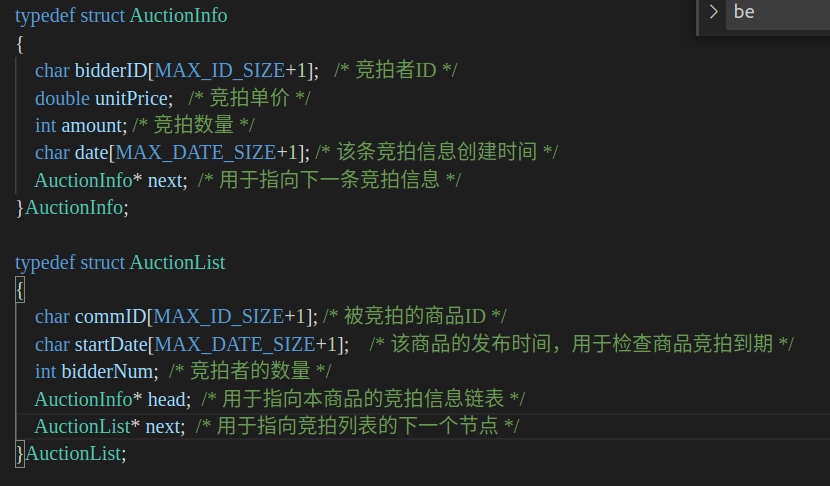 be
typedef struct AuctionInfo
{
char bidderID[MAX_ID_SIZE+1]; /* 竞拍者ID */
double unitPrice; /* 竞拍单价 */
int amount; /* 竞拍数量 */
char date[MAX_DATE_SIZE+1]; /* 该条竞拍信息创建时间 */
AuctionInfo* next; /* 用于指向下一条竞拍信息 */
}AuctionInfo;
typedef struct AuctionList
{
char commID[MAX_ID_SIZE+1]; /* 被竞拍的商品ID */
char startDate[MAX_DATE_SIZE+1]; /* 该商品的发布时间，用于检查商品竞拍到期 */
int bidderNum; /* 竞拍者的数量 */
AuctionInfo* head; /* 用于指向本商品的竞拍信息链表 */
AuctionList* next; /* 用于指向竞拍列表的下一个节点 */
}AuctionList;